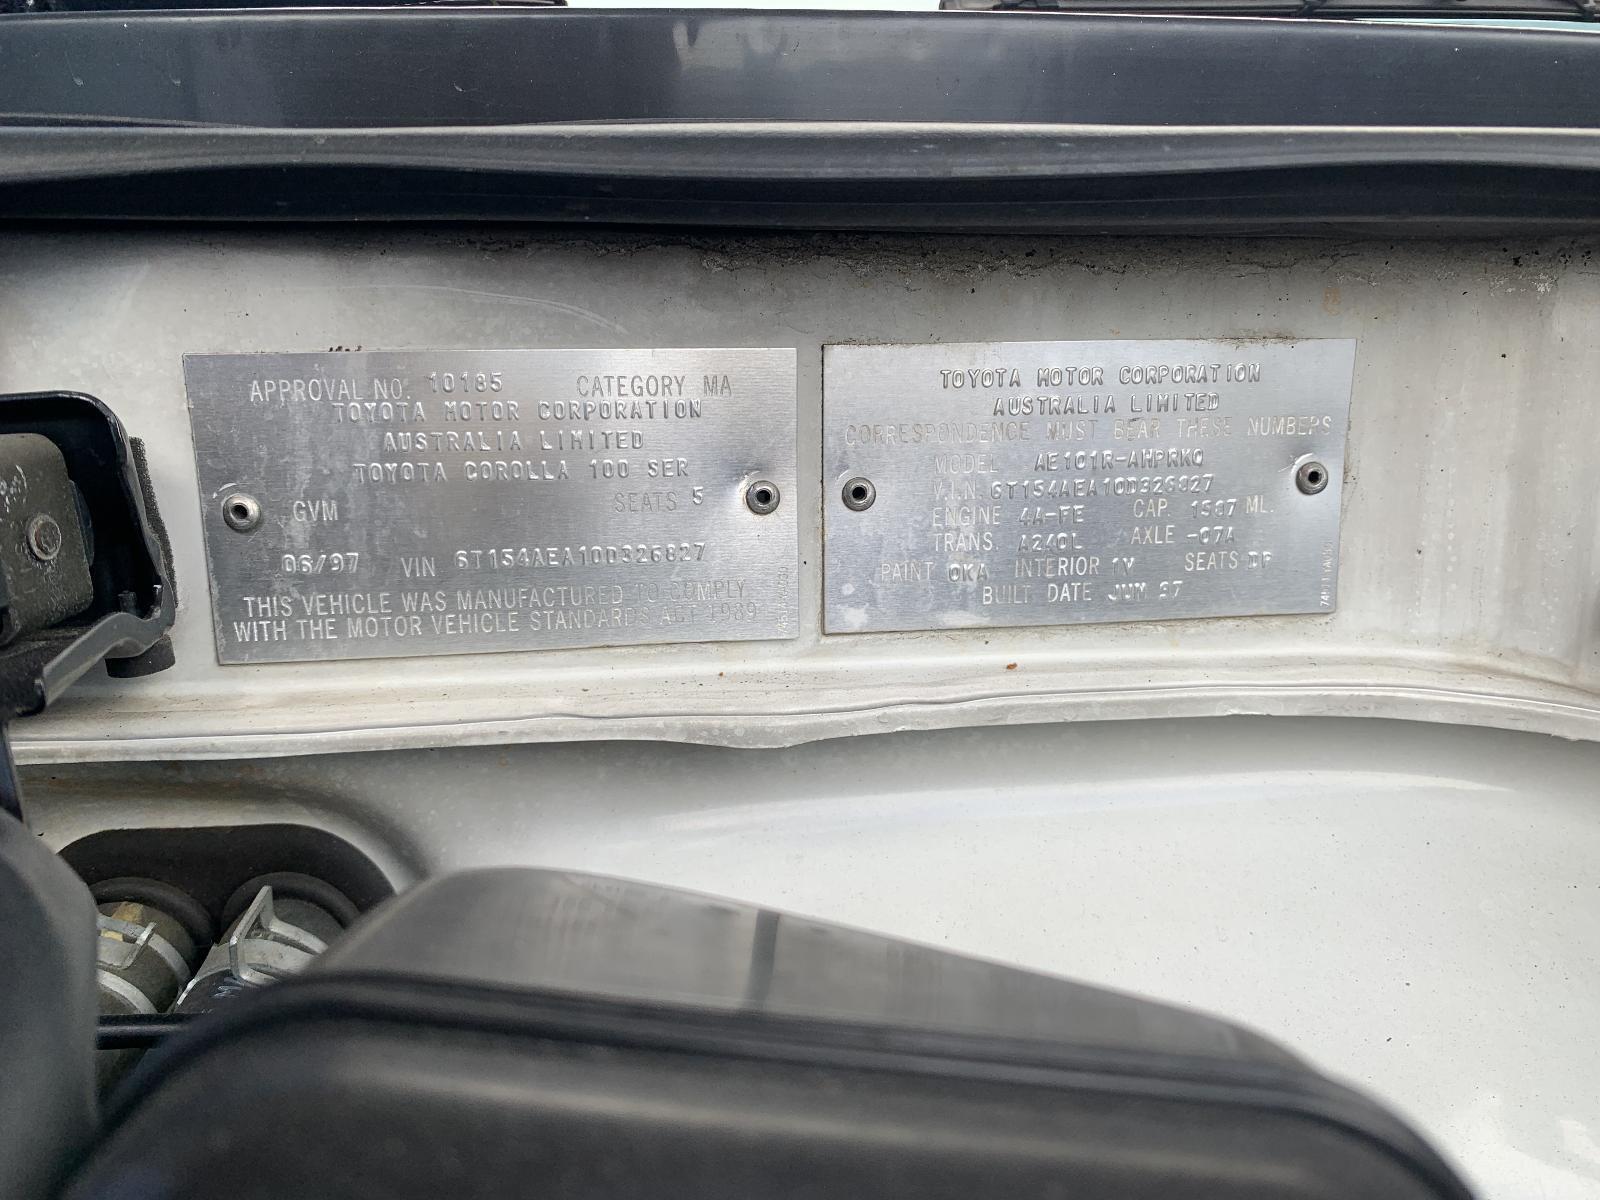 APPROVAL NO. 10185 CATEGORY MA
TOYOTA MOTOR CORPORATION
AUSTRALIA LIMITED
TOYOTA COROLLA 100 SER
GVM SEATS 5
06/97 VIN 6T154AEA10D326827
THIS VEHICLE WAS MANUFACTURED TO COMPLY
WITH THE MOTOR VEHICLE STANDARDS ACT 1989
TOYOTA MOTOR CORPORATION
AUSTRALIA LIMITED
CORRESPONDENCE MUST BEAR THESE NUMBERS
MODEL AE101R-AHPRKQ
V.I.N. 6T154AEA10D326827
ENGINE 4A-FE CAP. 1587 ML.
TRANS. A240L AXLE -07A
PAINT 0KA INTERIOR 1Y SEATS
BUILT DATE JUN 97